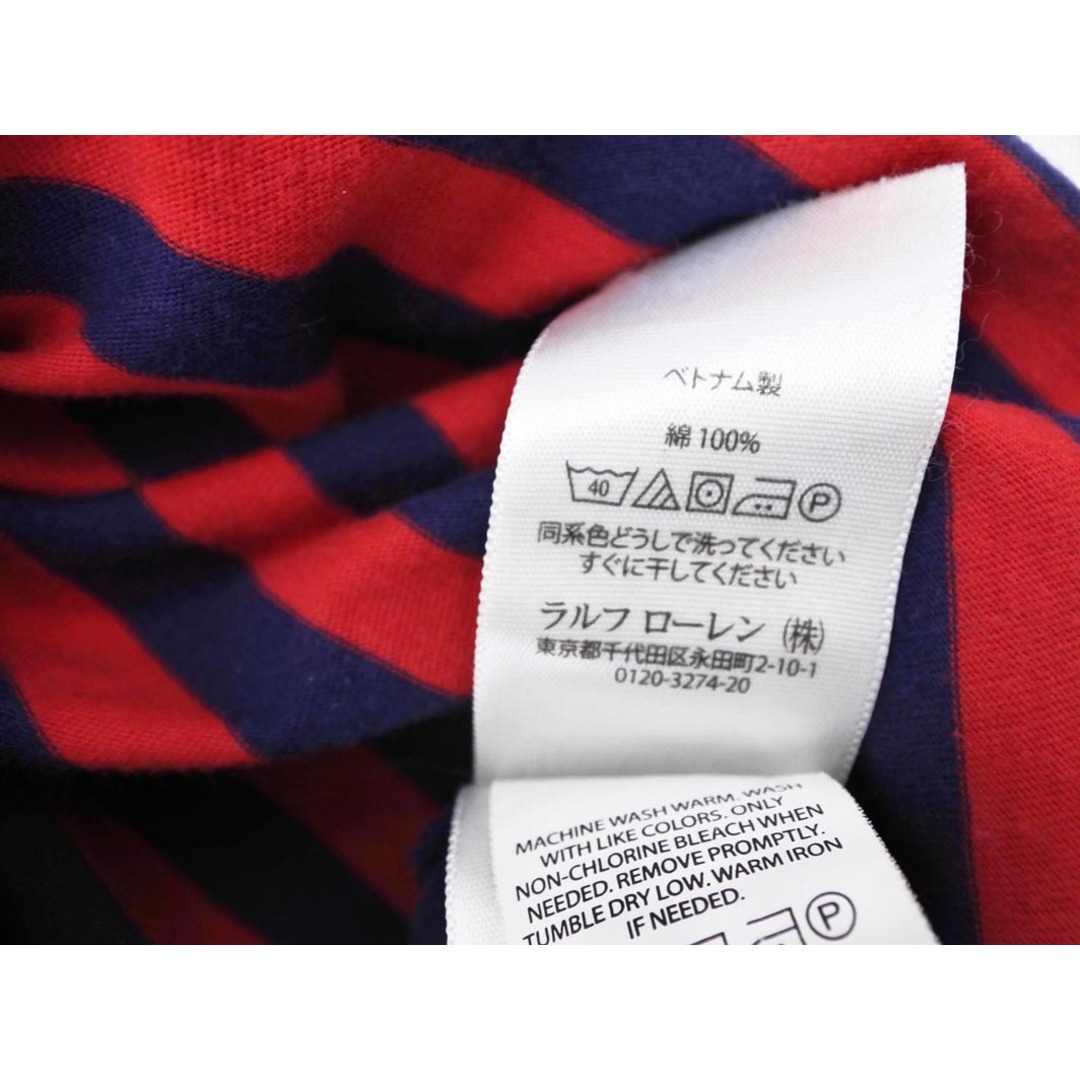 ベトナム製
綿 100%
40 P
同系色どうしで洗ってください
すぐに干してください
ラルフ ローレン (株)
東京都千代田区永田町2-10-1
0120-3274-20
MACHINE WASH WARM. WASH
WITH LIKE COLORS. ONLY
NON-CHLORINE BLEACH WHEN
NEEDED. REMOVE PROMPTLY.
TUMBLE DRY LOW. WARM IRON
IF NEEDED.
P